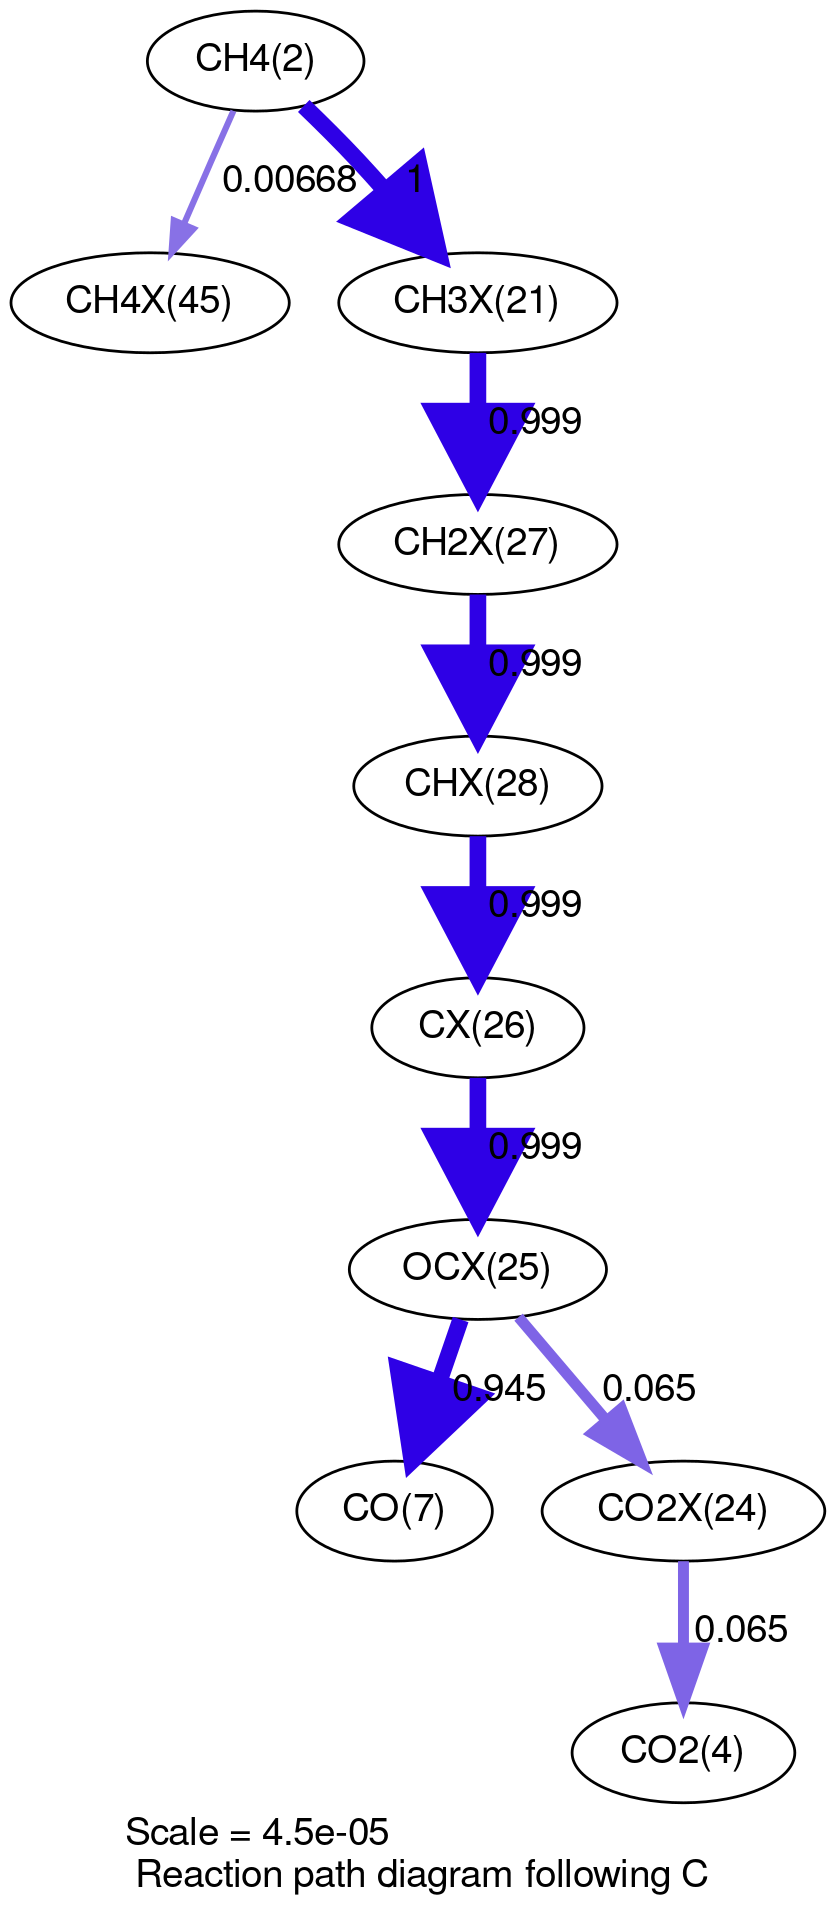 CH4(2)
0.00668
1
CH4X(45)
CH3X(21)
0.999
CH2X(27)
0.999
CHX(28)
0.999
CX(26)
0.999
OCX(25)
0.945
0.065
CO(7)
CO2X(24)
0.065
CO2(4)
Scale = 4.5e-05
Reaction path diagram following C